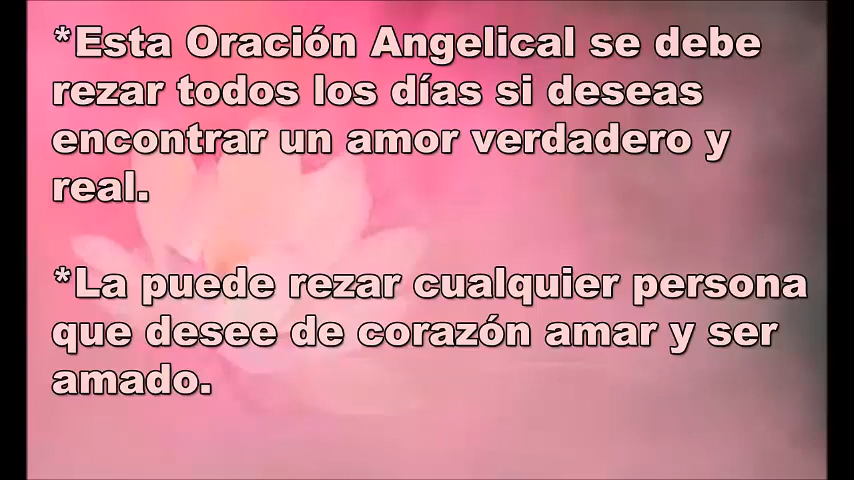 *Esta Oración Angelical se debe
rezar todos los días si deseas
encontrar un amor verdadero y
real.
*La puede rezar cualquier persona
que desee de corazón amar y ser
amado.